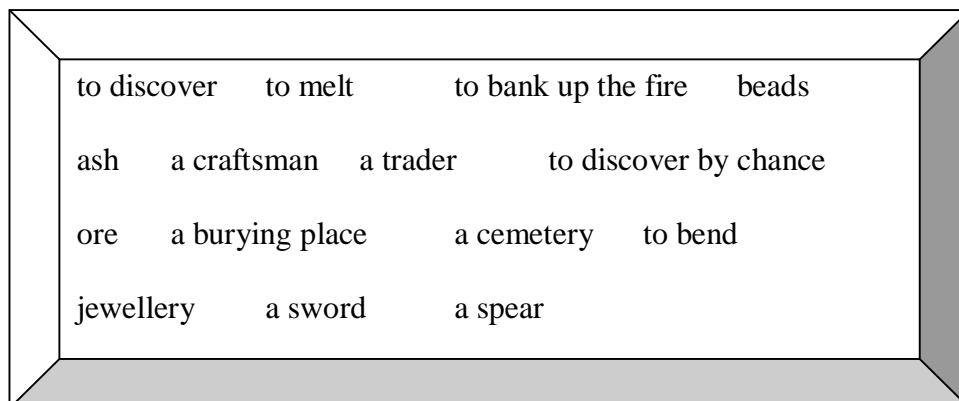 to discover to melt to bank up the fire beads
ash a craftsman a trader to discover by chance
ore a burying place a cemetery to bend
jewellery a sword a spear